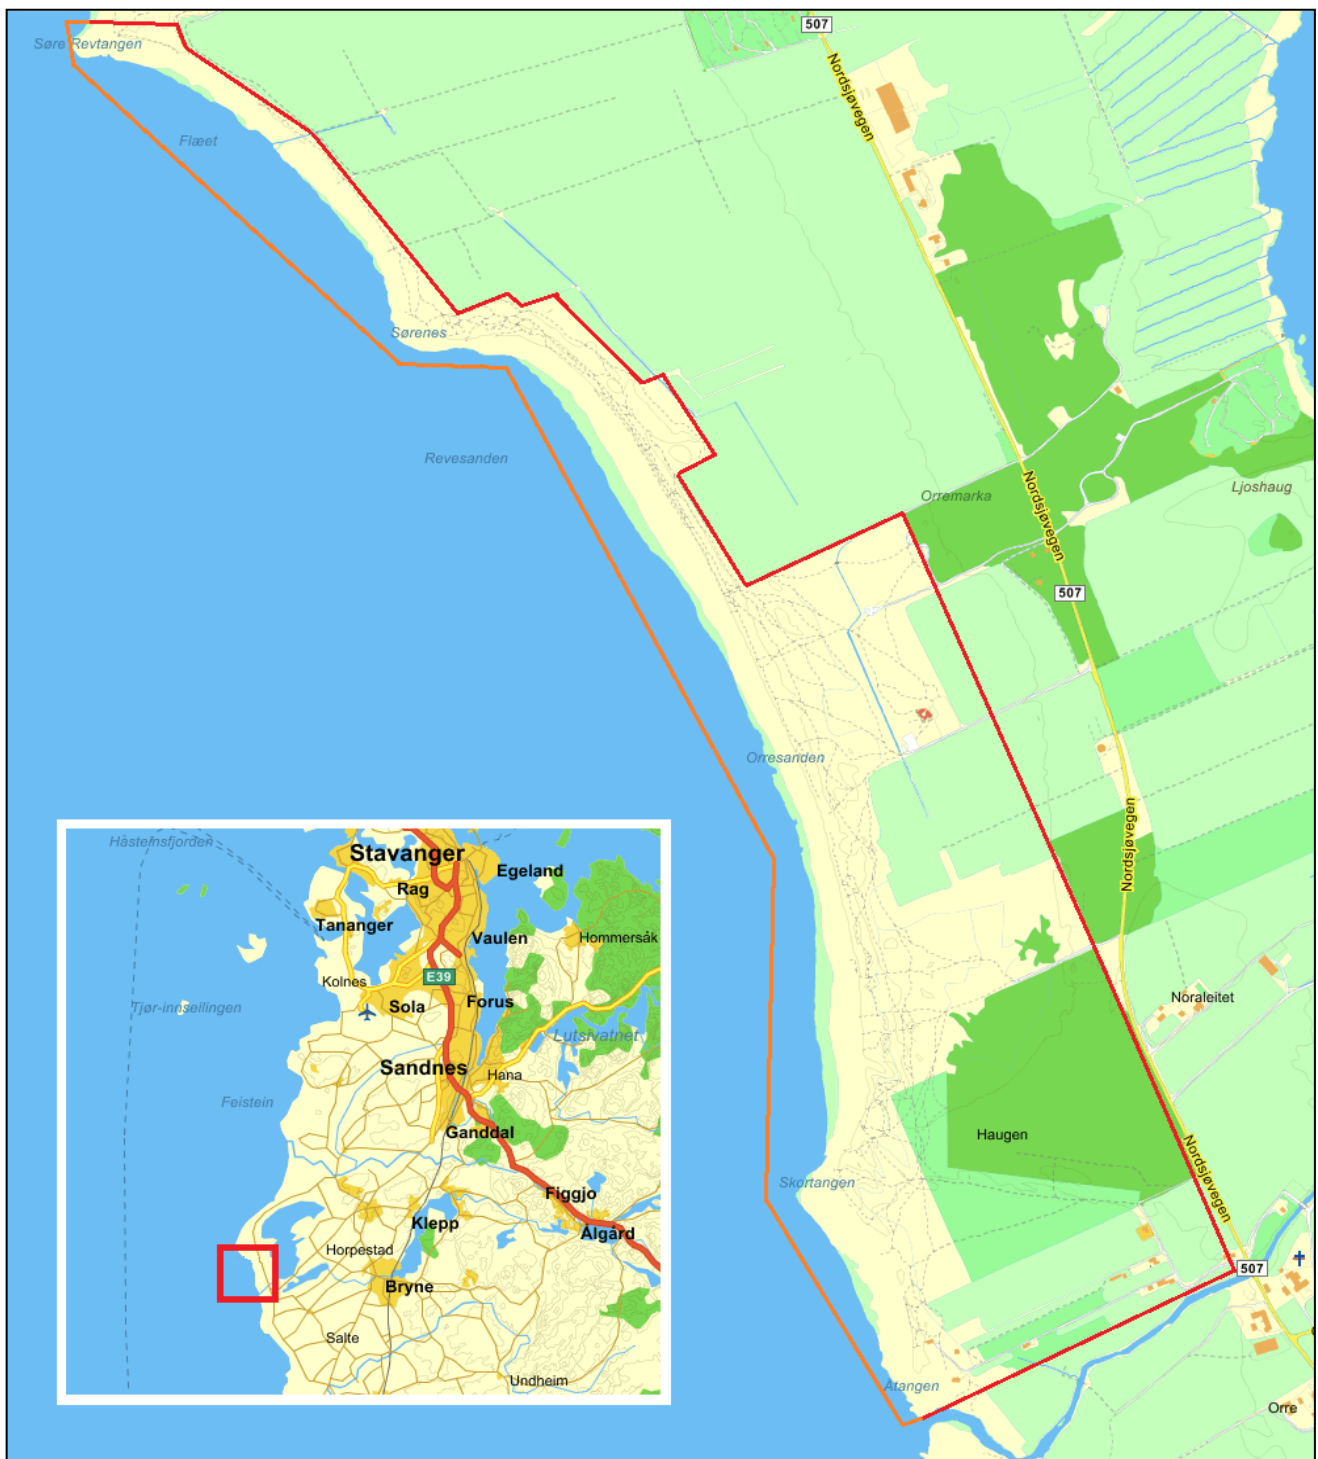 507
Søre Revtangen
Nordsjøvegen
Flæet
Sørenes
Revesanden
Orremarka
Ljoshaug
Nordsjøvegen
507
Orresanden
Nordsjøvegen
Noraleitet
Haugen
Skortangen
Nordsjøvegen
507
Åtangen
Orre
Håsteinsfjorden
Stavanger
Egeland
Rag
Tananger
Vaulen
Hommersåk
Kolnes
E39
Sola
Forus
Tjør-innseilingen
Lutsivatnet
Sandnes
Hana
Feistein
Ganddal
Figgjo
Klepp
Ålgård
Horpestad
Bryne
Salte
Undheim